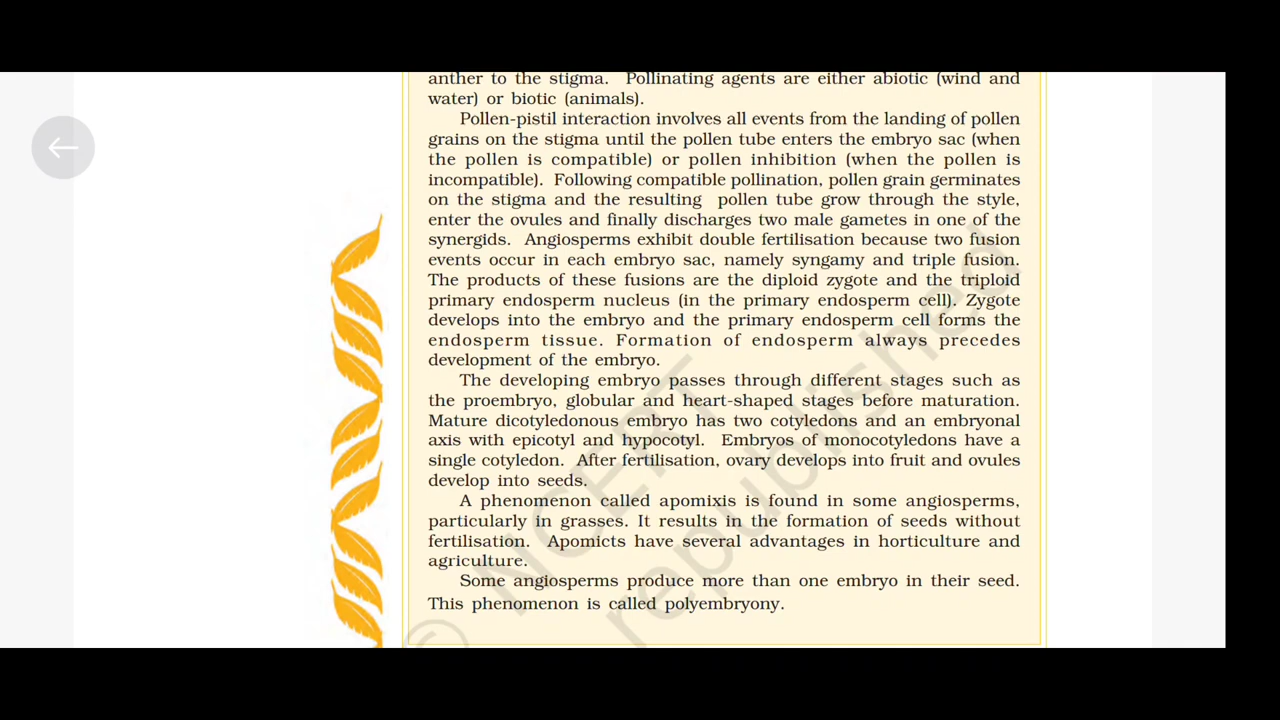 anther to the stigma. Pollinating agents are either abiotic (wind and
water) or biotic (animals).
Pollen-pistil interaction involves all events from the landing of pollen
grains on the stigma until the pollen tube enters the embryo sac (when
the pollen is compatible) or pollen inhibition (when the pollen is
incompatible). Following compatible pollination, pollen grain germinates
on the stigma and the resulting pollen tube grow through the style,
enter the ovules and finally discharges two male gametes in one of the
synergids. Angiosperms exhibit double fertilisation because two fusion
events occur in each embryo sac, namely syngamy and triple fusion.
The products of these fusions are the diploid zygote and the triploid
primary endosperm nucleus (in the primary endosperm cell). Zygote
develops into the embryo and the primary endosperm cell forms the
endosperm tissue. Formation of endosperm always precedes
development of the embryo.
The developing embryo passes through different stages such as
the proembryo, globular and heart-shaped stages before maturation.
Mature dicotyledonous embryo has two cotyledons and an embryonal
axis with epicotyl and hypocotyl. Embryos of monocotyledons have a
single cotyledon. After fertilisation, ovary develops into fruit and ovules
develop into seeds.
A phenomenon called apomixis is found in some angiosperms,
particularly in grasses. It results in the formation of seeds without
fertilisation. Apomicts have several advantages in horticulture and
agriculture.
Some angiosperms produce more than one embryo in their seed.
This phenomenon is called polyembryony.
© NCERT
republished